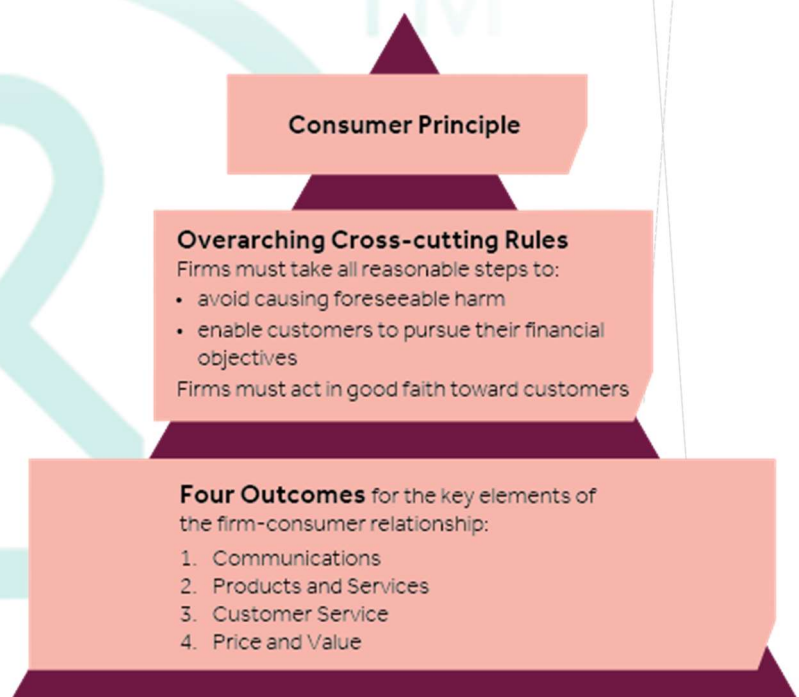 TM
Consumer Principle
Overarching Cross-cutting Rules
Firms must take all reasonable steps to:
• avoid causing foreseeable harm
• enable customers to pursue their financial
objectives
Firms must act in good faith toward customers
Four Outcomes for the key elements of
the firm-consumer relationship:
1. Communications
2. Products and Services
3. Customer Service
4. Price and Value